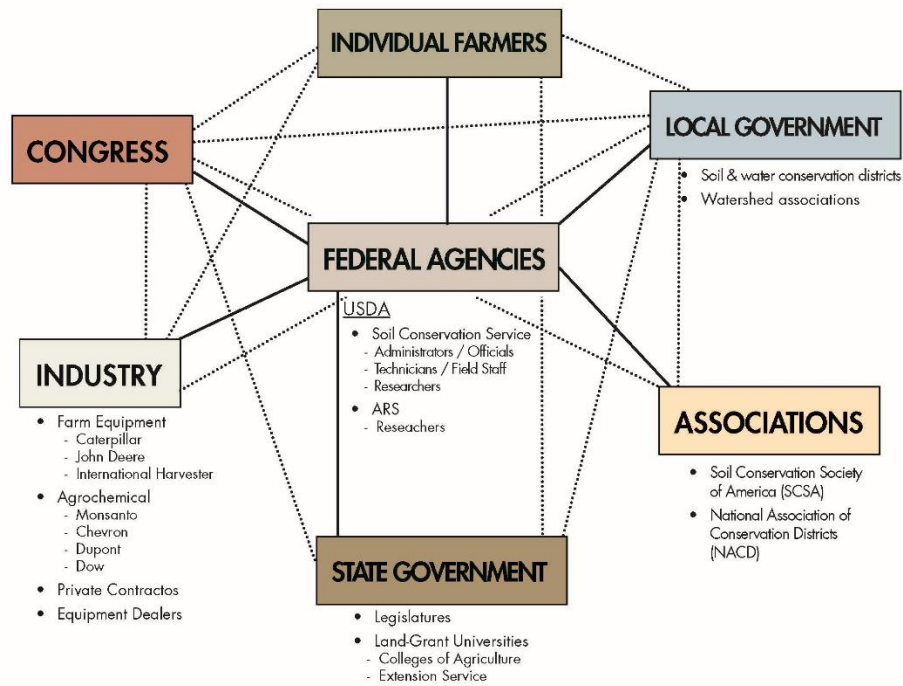 INDIVIDUAL FARMERS
CONGRESS
LOCAL GOVERNMENT
• Soil & water conservation districts
• Watershed associations
FEDERAL AGENCIES
USDA
• Soil Conservation Service
- Administrators / Officials
- Technicians / Field Staff
- Researchers
• ARS
- Reseachers
INDUSTRY
• Farm Equipment
- Caterpillar
- John Deere
- International Harvester
• Agrochemical
- Monsanto
- Chevron
- Dupont
- Dow
• Private Contractos
• Equipment Dealers
ASSOCIATIONS
• Soil Conservation Society
of America (SCSA)
• National Association of
Conservation Districts
(NACD)
STATE GOVERNMENT
• Legislatures
• Land-Grant Universities
- Colleges of Agriculture
- Extension Service